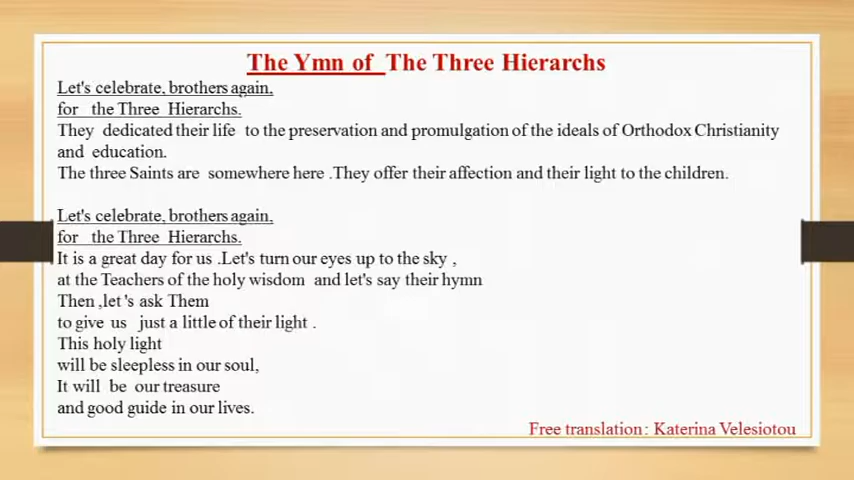 The Ymn of The Three Hierarchs
Let's celebrate, brothers again,
for the Three Hierarchs.
They dedicated their life to the preservation and promulgation of the ideals of Orthodox Christianity
and education.
The three Saints are somewhere here .They offer their affection and their light to the children.
Let's celebrate, brothers again,
for the Three Hierarchs.
It is a great day for us .Let's turn our eyes up to the sky ,
at the Teachers of the holy wisdom and let's say their hymn
Then ,let 's ask Them
to give us just a little of their light .
This holy light
will be sleepless in our soul,
It will be our treasure
and good guide in our lives.
Free translation : Katerina Velesiotou